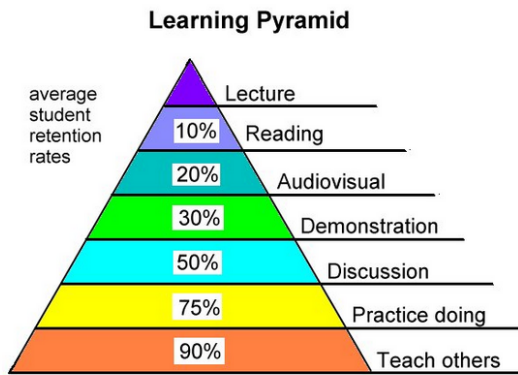 Learning Pyramid
average
student
retention
rates
Lecture
10% Reading
20% Audiovisual
30% Demonstration
50% Discussion
75% Practice doing
90% Teach others